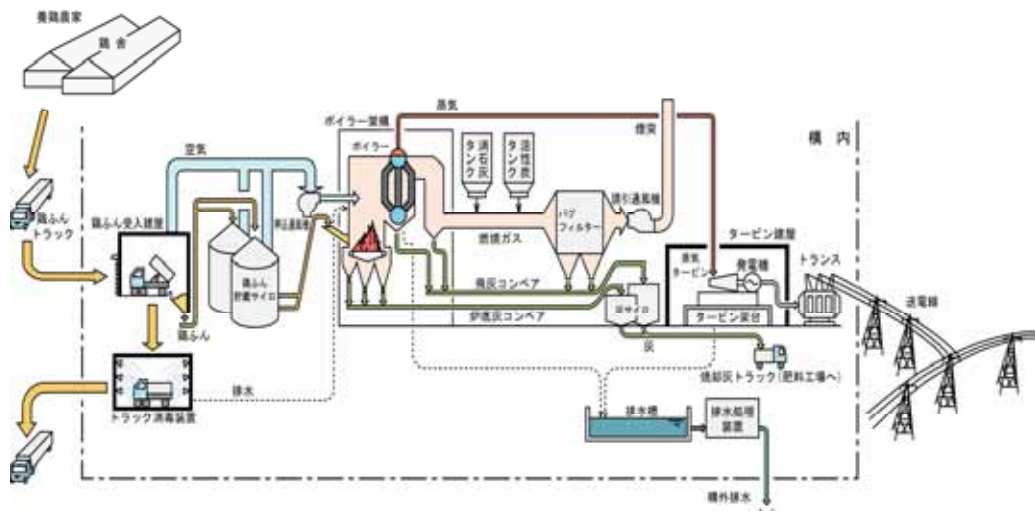 養鶏農家
鶏 舎
鶏ふん
トラック
鶏ふん受入建屋
鶏ふん
トラック消毒装置
空気
鶏ふん
貯蔵サイロ
押込通風機
排水
ボイラー架構
ボイラー
蒸気
消石灰
タンク
活性炭
タンク
燃焼ガス
バグ
フィルター
煙突
誘引通風機
構 内
飛灰コンベア
炉底灰コンベア
灰サイロ
灰
タービン建屋
蒸気
タービン
発電機
タービン架台
トランス
送電線
焼却灰トラック(肥料工場へ)
排水槽
排水処理
装置
構外排水